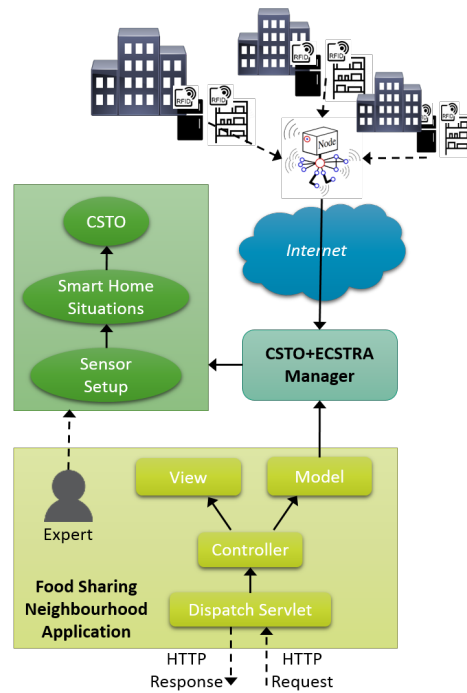 RFID
RFID
RFID
RFID
RFID
Node
Internet
CSTO
Smart Home
Situations
Sensor
Setup
CSTO+ECSTRA
Manager
View
Model
Expert
Controller
Food Sharing
Neighbourhood
Application
Dispatch Servlet
HTTP
Response
HTTP
Request